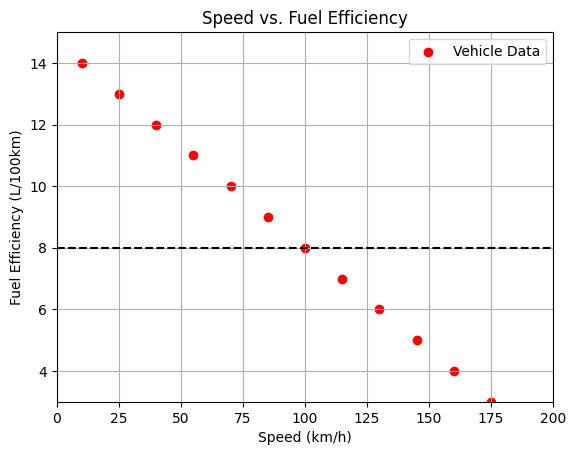 Speed vs. Fuel Efficiency
Vehicle Data
Fuel Efficiency (L/100km)
14
12
10
8
6
4
0 25 50 75 100 125 150 175 200
Speed (km/h)